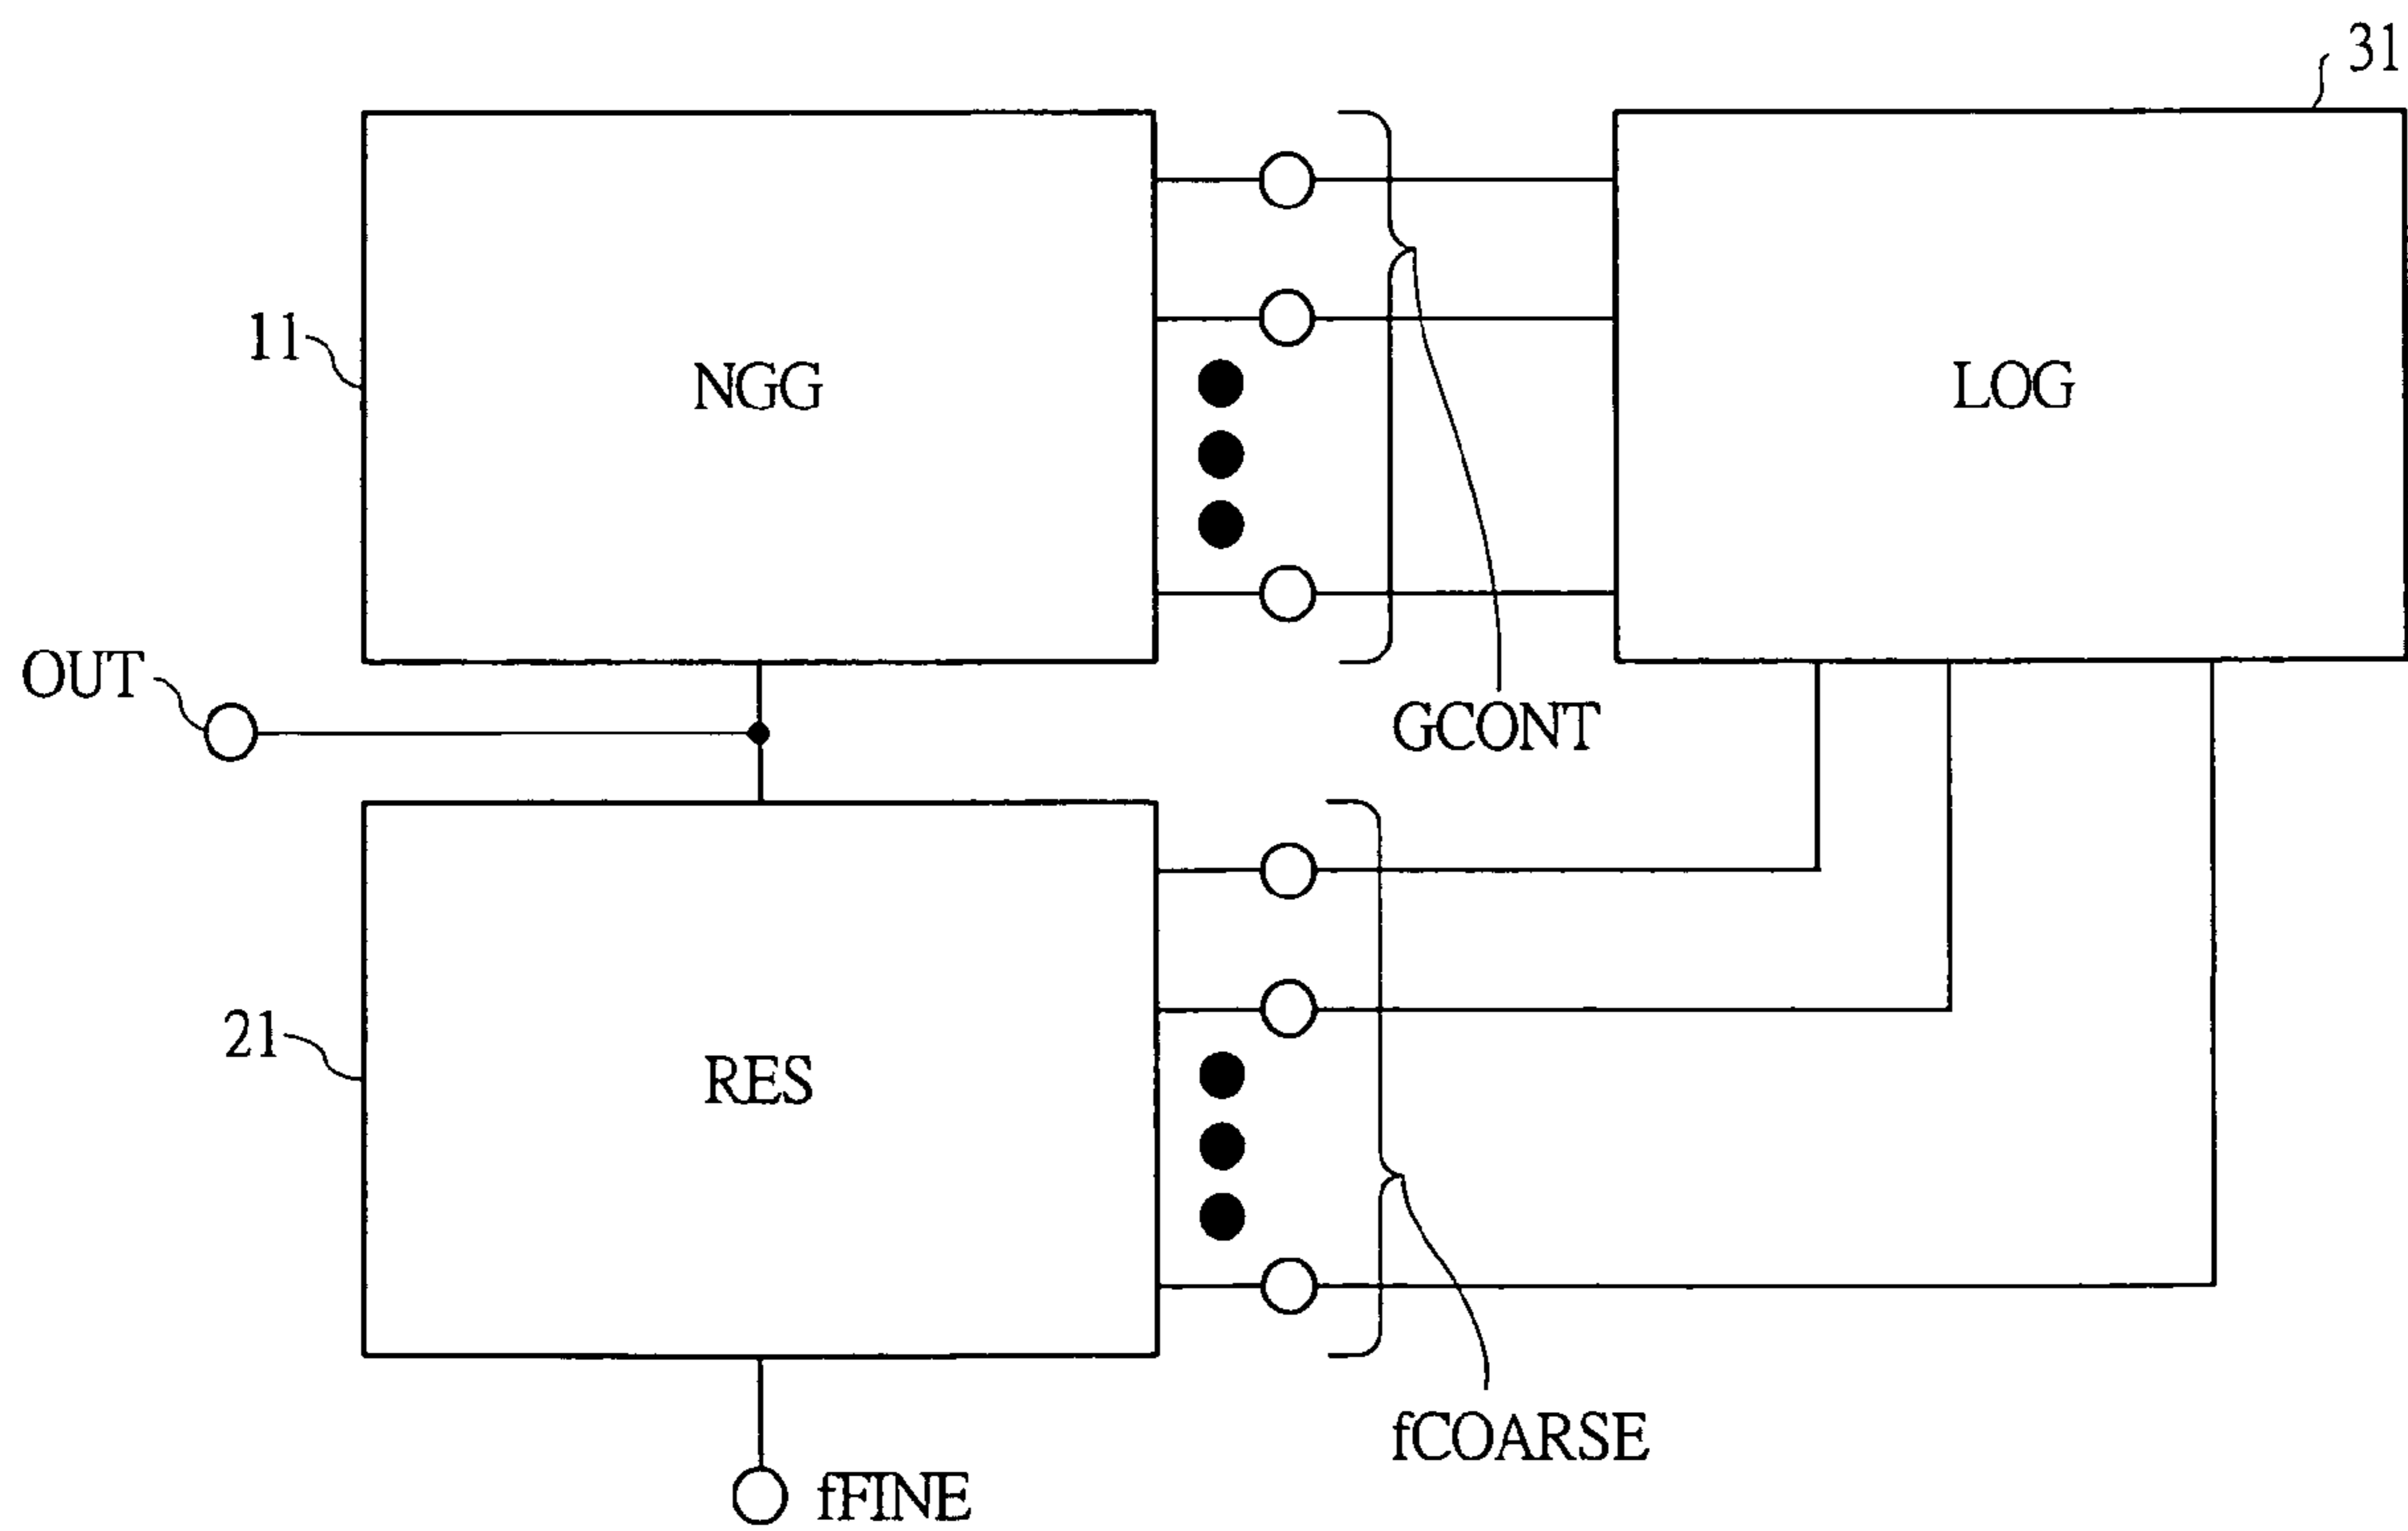 31
11
NGG
LOG
OUT
GCONT
21
RES
fCOARSE
fFINE